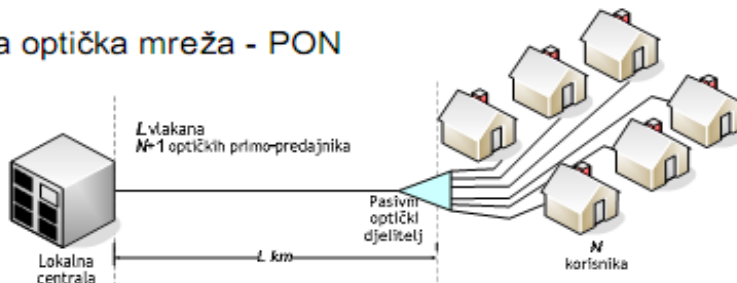 a optička mreža - PON
L vlakana
N+1 optičkih primo-predajnika
Pasivni
optički
djelitelj
Lokalna
centrala
L km
N
korisnika